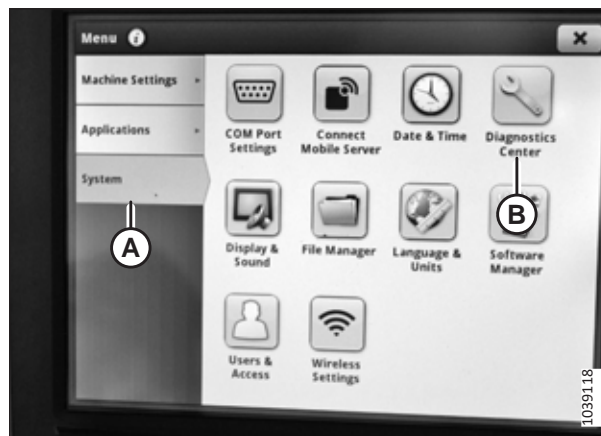 Menu i
Machine Settings
Applications
System
COM Port
Settings
Connect
Mobile Server
Date & Time
Diagnostics
Center
Display &
Sound
File Manager
Language &
Units
Software
Manager
Users &
Access
Wireless
Settings
A
B
1039118